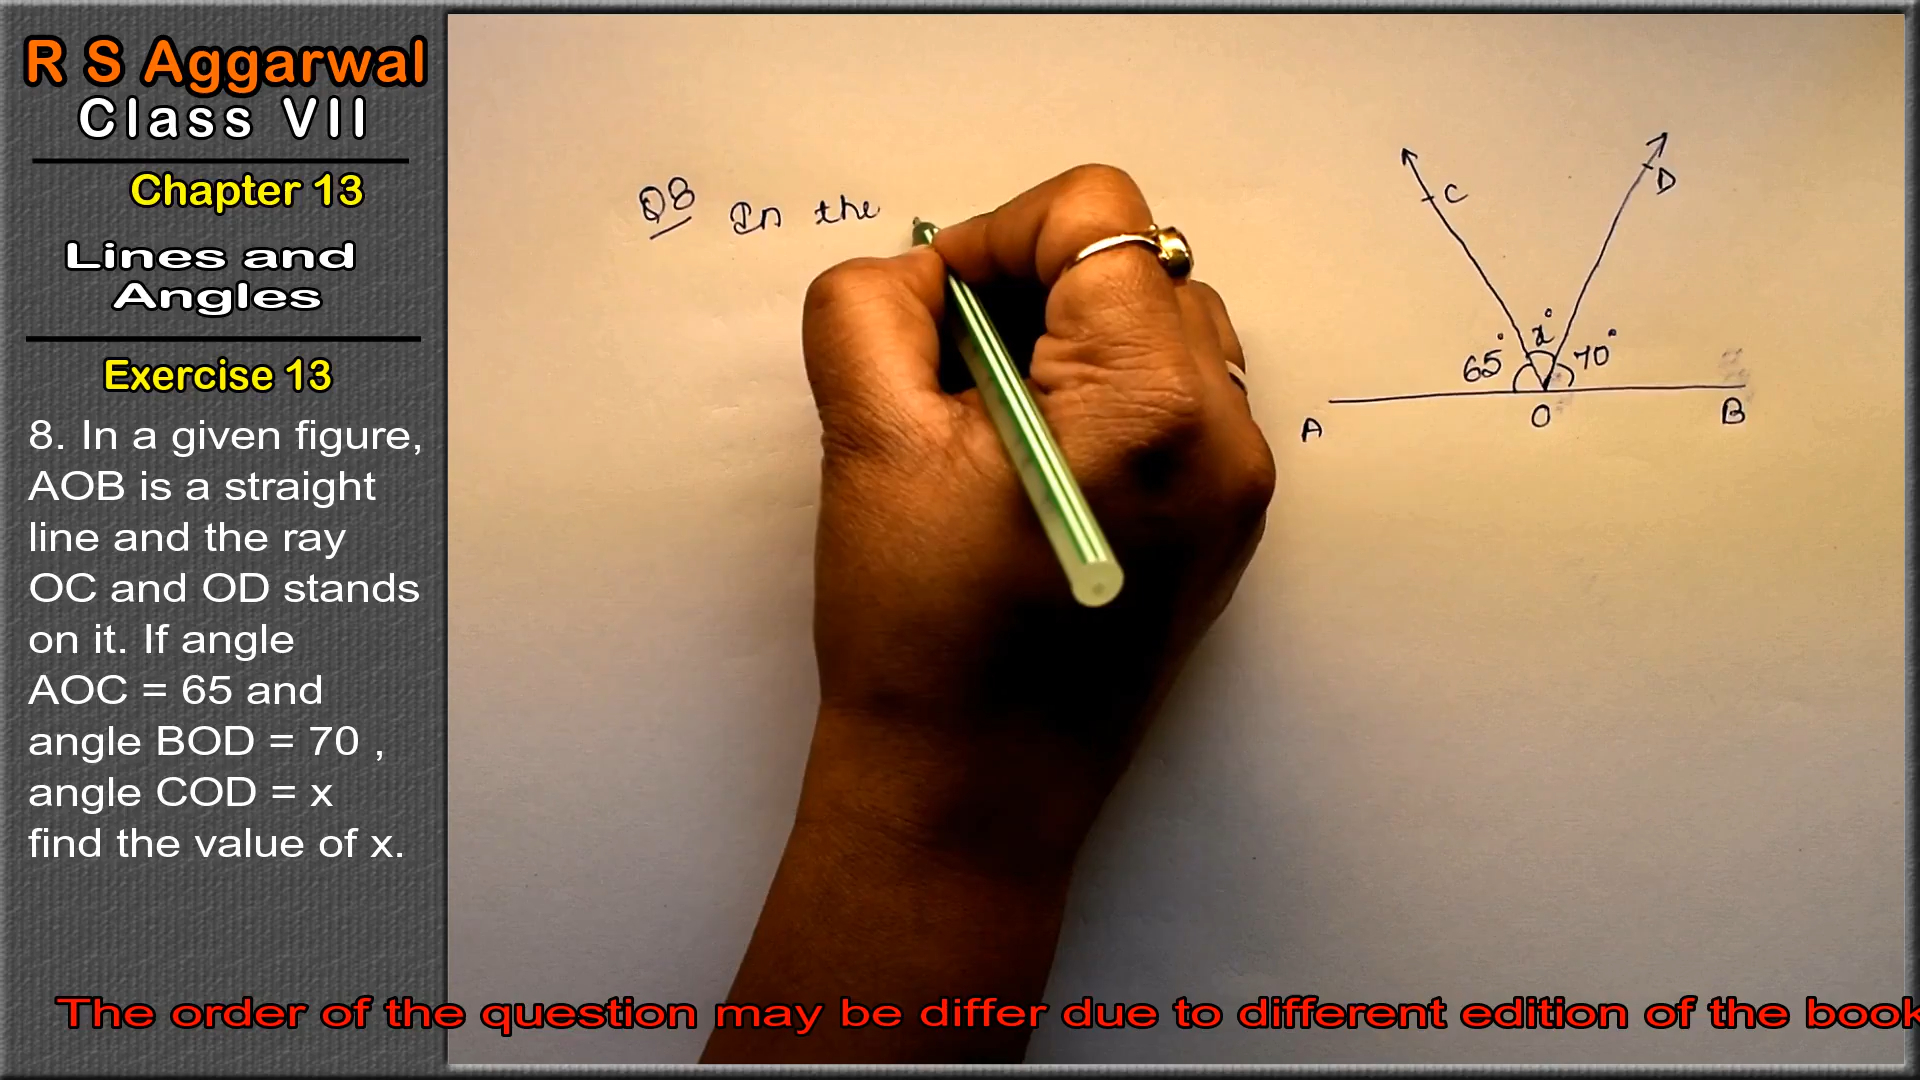 R S Aggarwal
Class VII
Chapter 13
Lines and
Angles
Exercise 13
8. In a given figure,
AOB is a straight
line and the ray
OC and OD stands
on it. If angle
AOC = 65 and
angle BOD = 70 ,
angle COD = x
find the value of x.
Q8 In the
C
D
65° x° 70°
A O B
The order of the question may be differ due to different edition of the book